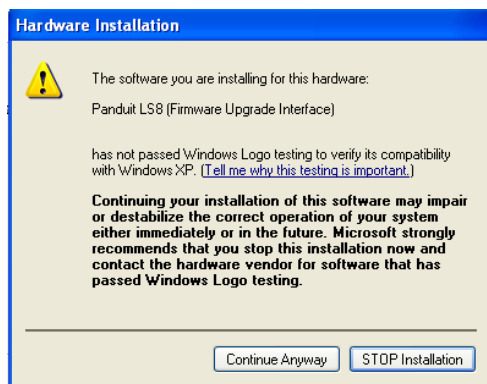 Hardware Installation
The software you are installing for this hardware:
Panduit LS8 (Firmware Upgrade Interface)
has not passed Windows Logo testing to verify its compatibility
with Windows XP. (Tell me why this testing is important.)
Continuing your installation of this software may impair
or destabilize the correct operation of your system
either immediately or in the future. Microsoft strongly
recommends that you stop this installation now and
contact the hardware vendor for software that has
passed Windows Logo testing.
Continue Anyway
STOP Installation